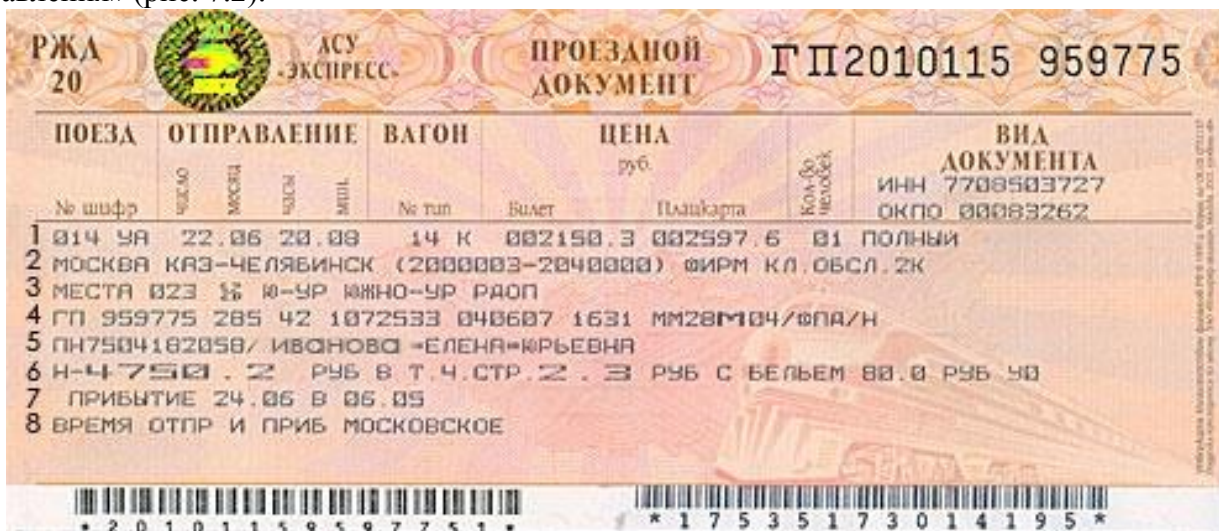 (рис. 7.2).
РЖД АСУ ПРОЕЗДНОЙ ГП2010115 959775
20 «ЭКСПРЕСС» ДОКУМЕНТ
ПОЕЗД ОТПРАВЛЕНИЕ ВАГОН ЦЕНА ВИД
руб. ДОКУМЕНТА
число месяц часы мин. Кол-во человек ИНН 7708503727
№ шифр № тип Билет Плацкарта ОКПО 00083262
1 014 УА 22.06 20.08 14 К 002150.3 002597.6 01 ПОЛНЫЙ
2 МОСКВА КАЗ-ЧЕЛЯБИНСК (2000003-2040000) ФИРМ КЛ.ОБСЛ.2К
3 МЕСТА 023 Ю-УР ЮЖНО-УР РДОП
4 ГП 959775 285 42 1072533 040607 1631 ММ28М04/ФПА/Н
5 ПН7504182058/ ИВАНОВА =ЕЛЕНА=ЮРЬЕВНА
6 Н-4750.2 РУБ В Т.Ч.СТР.2.3 РУБ С БЕЛЬЕМ 80.0 РУБ УО
7 ПРИБЫТИЕ 24.06 В 06.05
8 ВРЕМЯ ОТПР И ПРИБ МОСКОВСКОЕ
* 2 0 1 0 1 1 5 9 5 9 7 7 5 1 * * 1 7 5 3 5 1 7 3 0 1 4 1 9 5 *